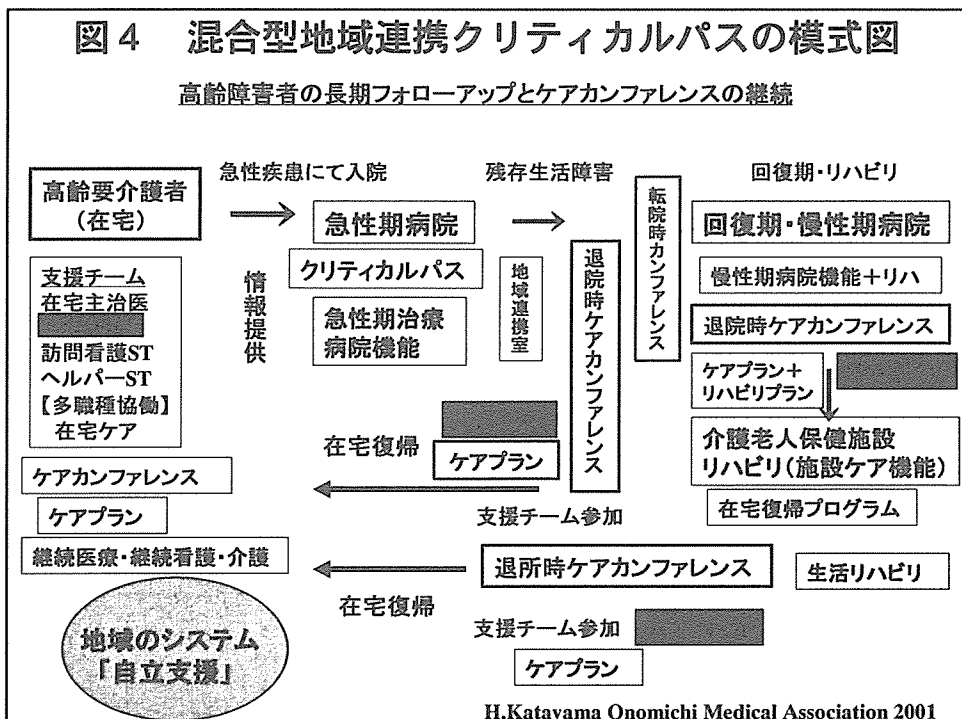 図４　混合型地域連携クリティカルパスの模式図
高齢障害者の長期フォローアップとケアカンファレンスの継続
高齢要介護者
（在宅）
急性疾患にて入院
急性期病院
クリティカルパス
急性期治療
病院機能
情報提供
残存生活障害
地域連携室
退院時ケアカンファレンス
転院時カンファレンス
回復期・リハビリ
回復期・慢性期病院
慢性期病院機能＋リハ
退院時ケアカンファレンス
ケアプラン＋
リハビリプラン
介護老人保健施設
リハビリ（施設ケア機能）
在宅復帰プログラム
支援チーム
在宅主治医
訪問看護ST
ヘルパーST
【多職種協働】
在宅ケア
在宅復帰
ケアプラン
支援チーム参加
ケアカンファレンス
ケアプラン
継続医療・継続看護・介護
退所時ケアカンファレンス
生活リハビリ
在宅復帰
支援チーム参加
ケアプラン
地域のシステム
「自立支援」
H.Katayama Onomichi Medical Association 2001